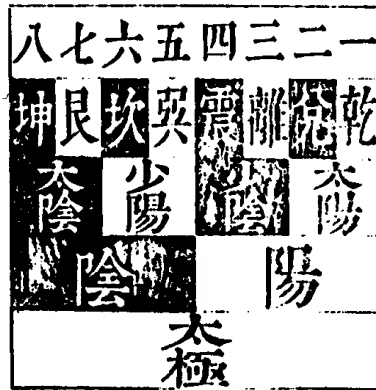 一二三四五六七八
乾兌離震巽坎艮坤
太陽 少陰 少陽 太陰
陽 陰
太極